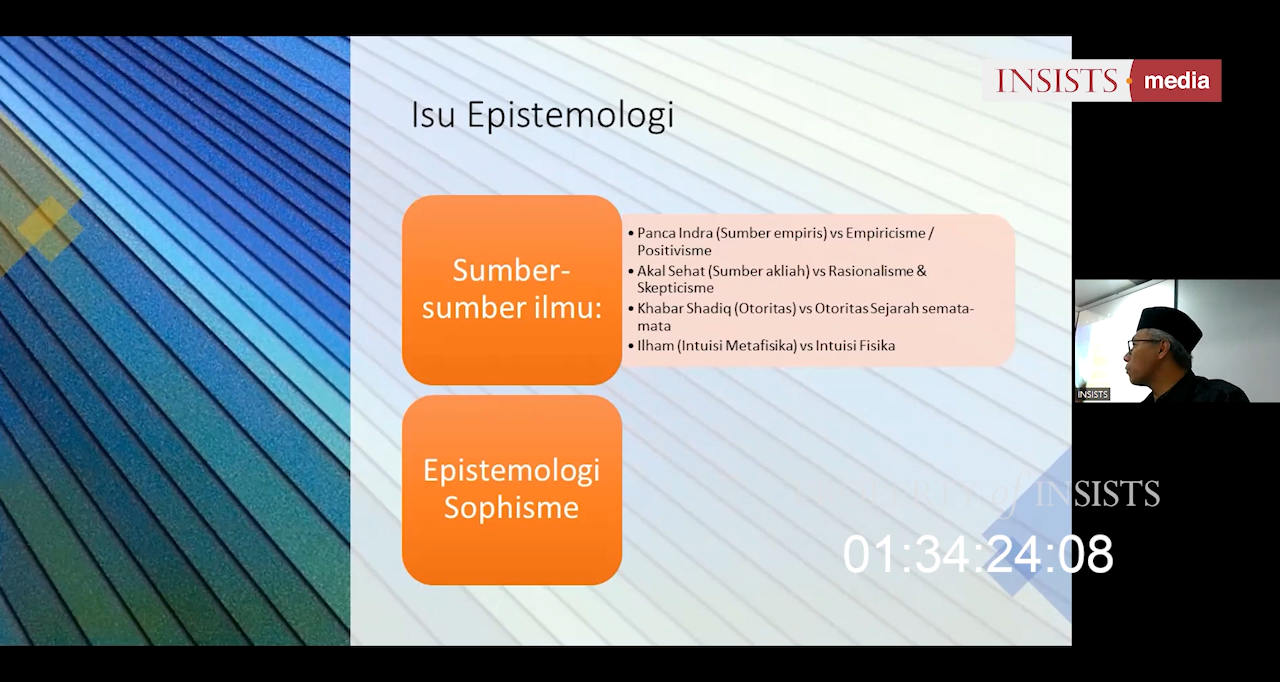 INSISTS media
Isu Epistemologi
Sumber-
sumber ilmu:
• Panca Indra (Sumber empiris) vs Empiricisme /
Positivisme
• Akal Sehat (Sumber akliah) vs Rasionalisme &
Skepticisme
• Khabar Shadiq (Otoritas) vs Otoritas Sejarah semata-
mata
• Ilham (Intuisi Metafisika) vs Intuisi Fisika
INSISTS
Epistemologi
Sophisme
of INSISTS
01:34:24:08